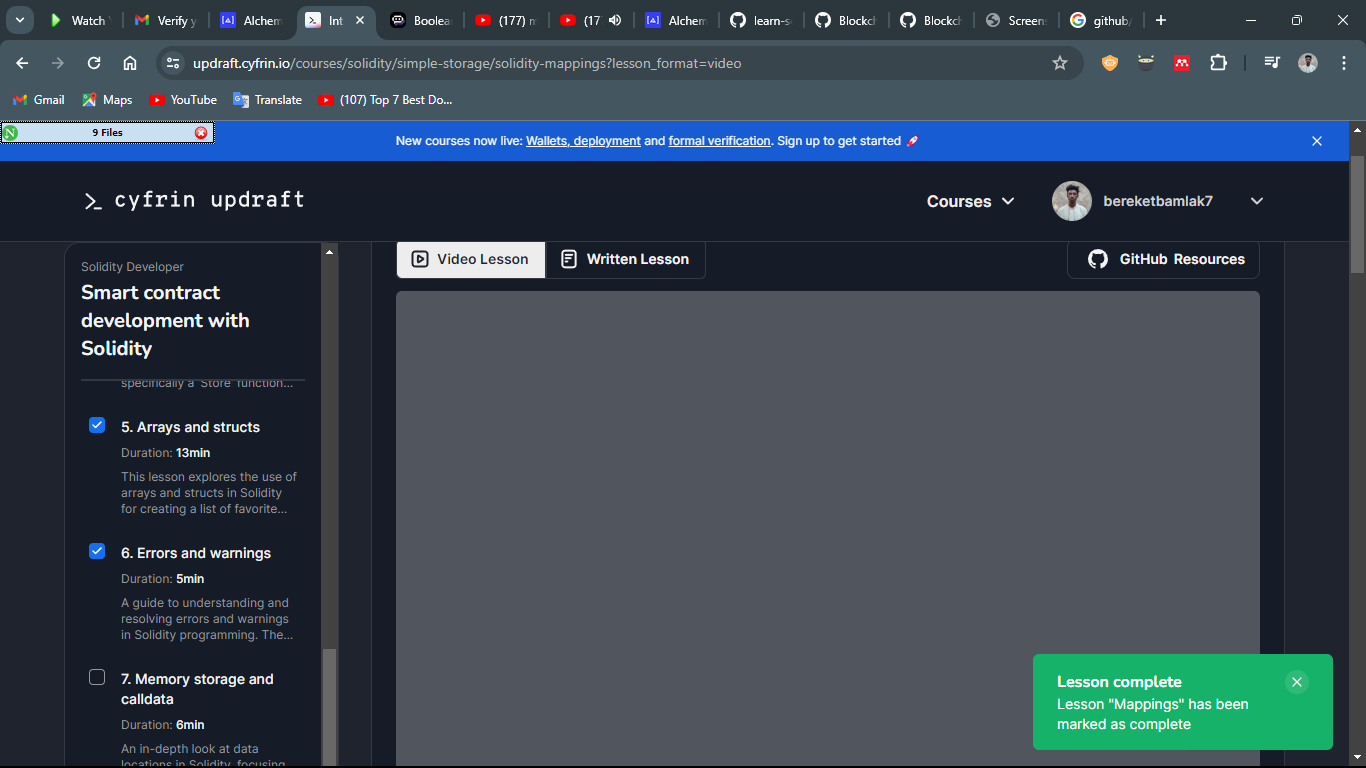 Watch
Verify y
Alchem
Int
Boolea
(177) m
(17
Alchem
learn-s
Blockch
Blockch
Screen
github/
updraft.cyfrin.io/courses/solidity/simple-storage/solidity-mappings?lesson_format=video
Gmail
Maps
YouTube
Translate
(107) Top 7 Best Do...
9 Files
New courses now live: Wallets, deployment and formal verification. Sign up to get started 🚀
>_ cyfrin updraft
Courses
bereketbamlak7
Solidity Developer
Smart contract
development with
Solidity
specifically a 'Store' function...
5. Arrays and structs
Duration: 13min
This lesson explores the use of
arrays and structs in Solidity
for creating a list of favorite...
6. Errors and warnings
Duration: 5min
A guide to understanding and
resolving errors and warnings
in Solidity programming. The...
7. Memory storage and
calldata
Duration: 6min
An in-depth look at data
locations in Solidity, focusing
Video Lesson
Written Lesson
GitHub Resources
Lesson complete
Lesson "Mappings" has been
marked as complete